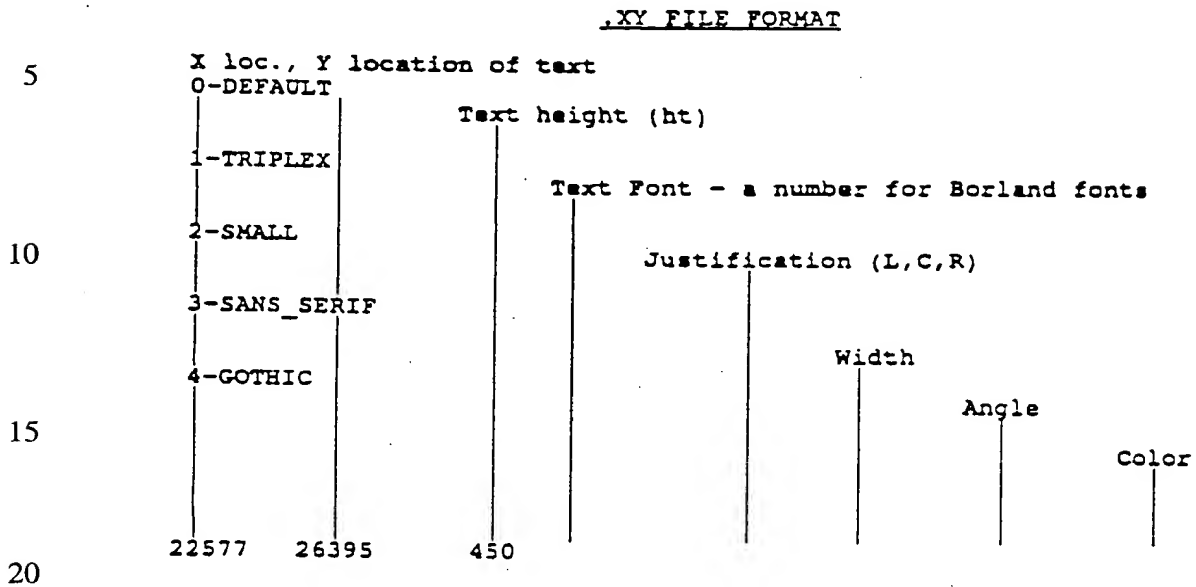 .XY FILE FORMAT
5
X loc., Y location of text
0-DEFAULT
Text height (ht)
1-TRIPLEX
Text Font - a number for Borland fonts
2-SMALL
10
Justification (L,C,R)
3-SANS_SERIF
Width
4-GOTHIC
Angle
15
Color
22577 26395 450
20